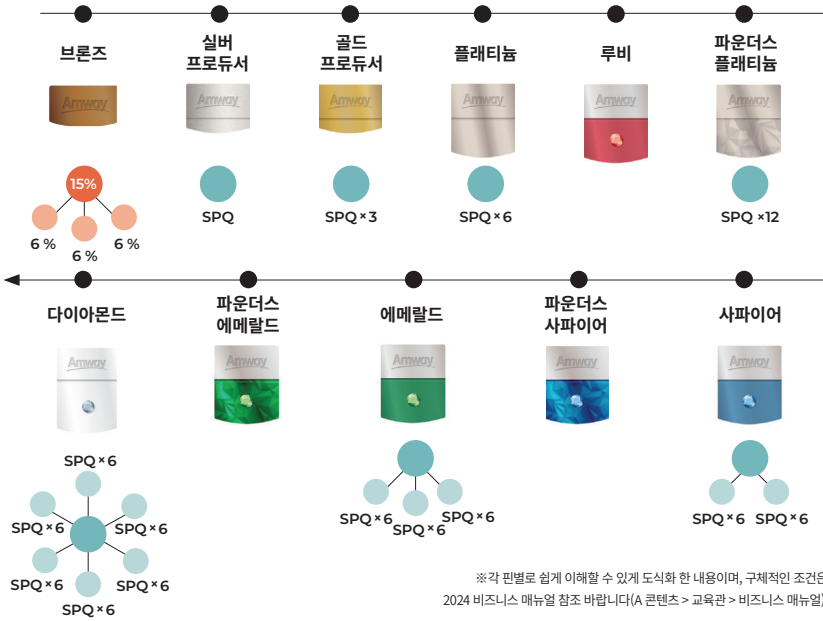 브론즈
실버
프로듀서
골드
프로듀서
플래티늄
루비
파운더스
플래티늄
Amway
Amway
Amway
Amway
Amway
Amway
15%
6 %
6 %
6 %
SPQ
SPQ×3
SPQ×6
SPQ ×12
다이아몬드
파운더스
에메랄드
에메랄드
파운더스
사파이어
사파이어
Amway
Amway
Amway
Amway
Amway
SPQ×6
SPQ×6
SPQ×6
SPQ×6
SPQ×6
SPQ×6
SPQ×6
SPQ×6
SPQ×6
SPQ×6
SPQ×6
※각 핀별로 쉽게 이해할 수 있게 도식화 한 내용이며, 구체적인 조건은
2024 비즈니스 매뉴얼 참조 바랍니다(A 콘텐츠 > 교육관 > 비즈니스 매뉴얼)